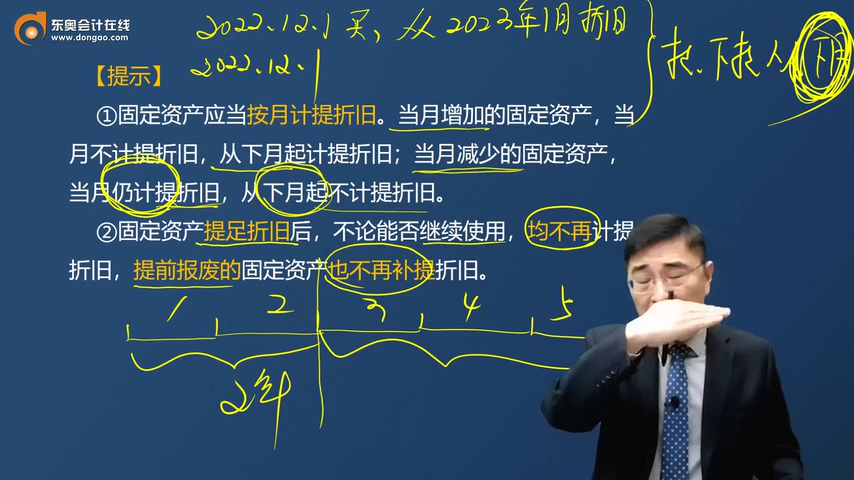 东奥会计在线
www.dongao.com
2022.12.1买，从2023年1月折旧
2022.12.1
【提示】
①固定资产应当按月计提折旧。当月增加的固定资产，当
月不计提折旧，从下月起计提折旧；当月减少的固定资产，
当月仍计提折旧，从下月起不计提折旧。
②固定资产提足折旧后，不论能否继续使用，均不再计提
折旧，提前报废的固定资产也不再补提折旧。
1 2 3 4 5
2年